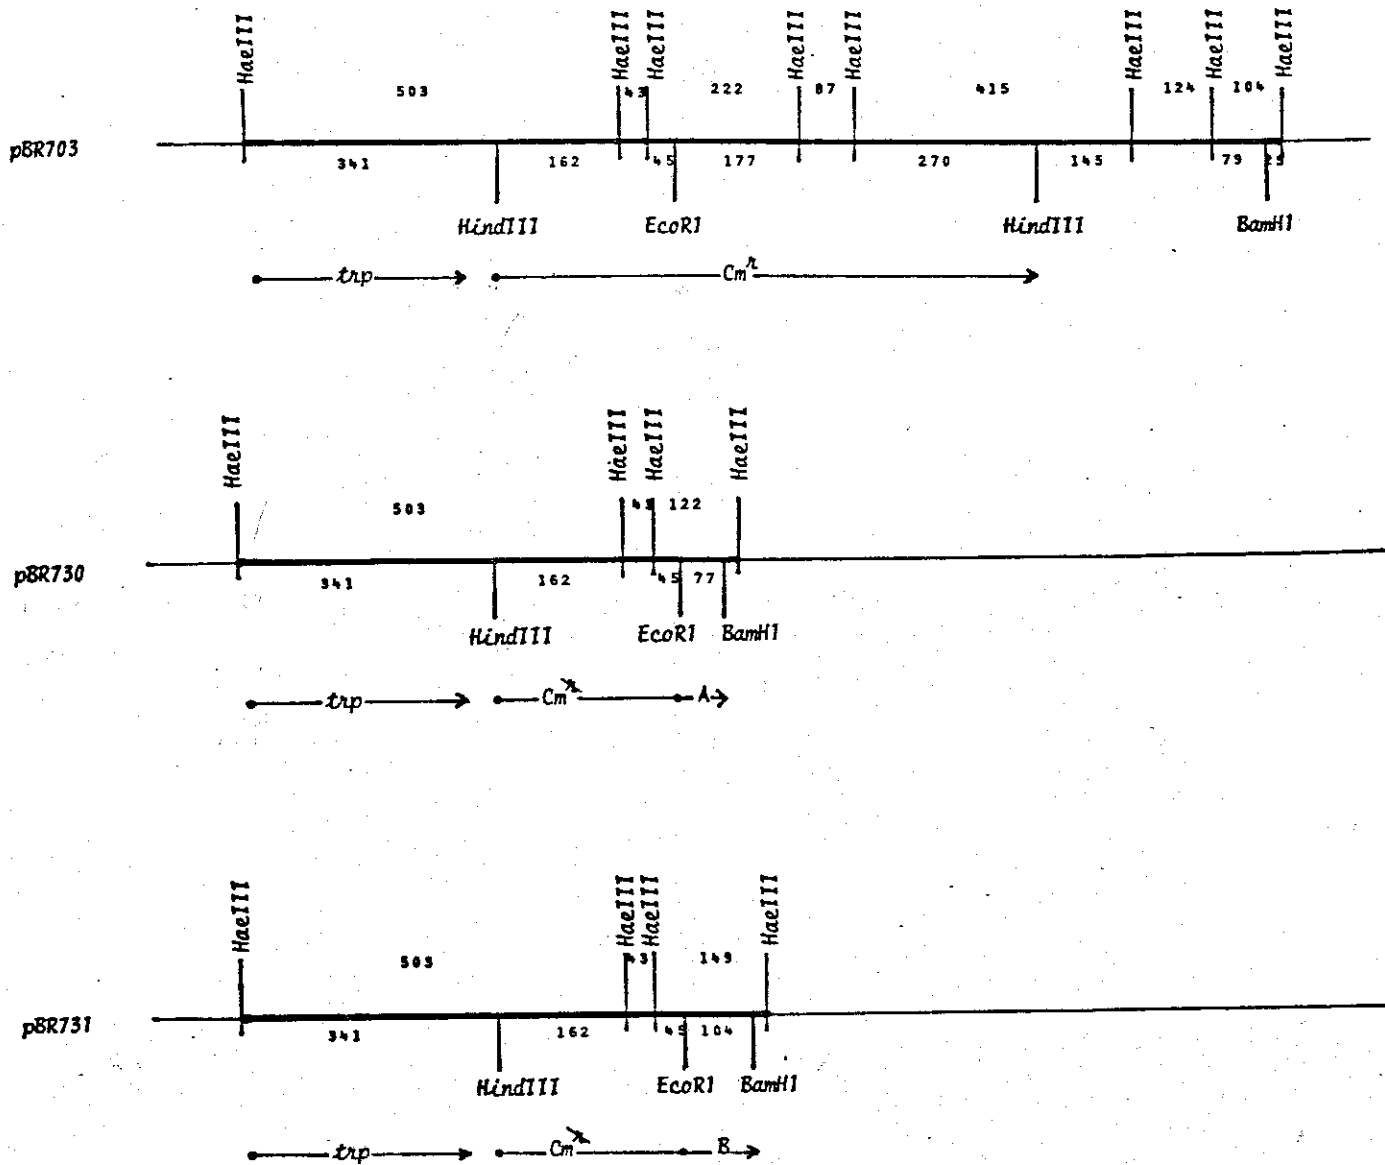 HaeIII HaeIII HaeIII HaeIII HaeIII HaeIII HaeIII HaeIII
503 43 222 87 415 124 104
pBR703
341 162 45 177 270 145 79 25
HindIII EcoR1 HindIII BamH1
trp Cm^r
HaeIII HaeIII HaeIII HaeIII
503 43 122
pBR730
341 162 45 77
HindIII EcoR1 BamH1
trp Cm^r A
HaeIII HaeIII HaeIII HaeIII
503 43 149
pBR731
341 162 45 104
HindIII EcoR1 BamH1
trp Cm^r B